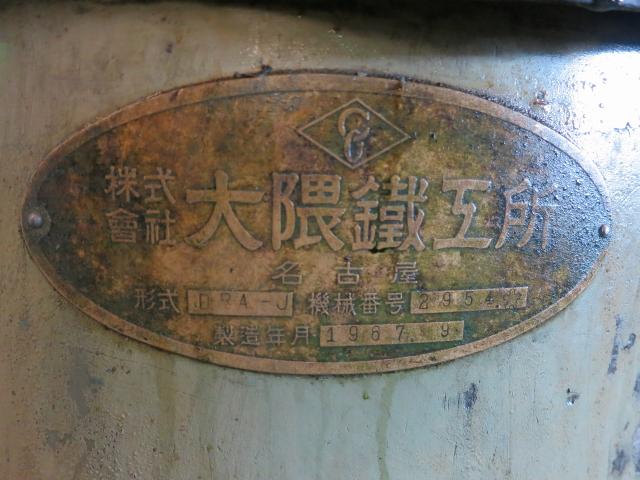 株式會社 大隈鐵工所
名古屋
形式 DRA-J 機械番号
製造年月 1967.9